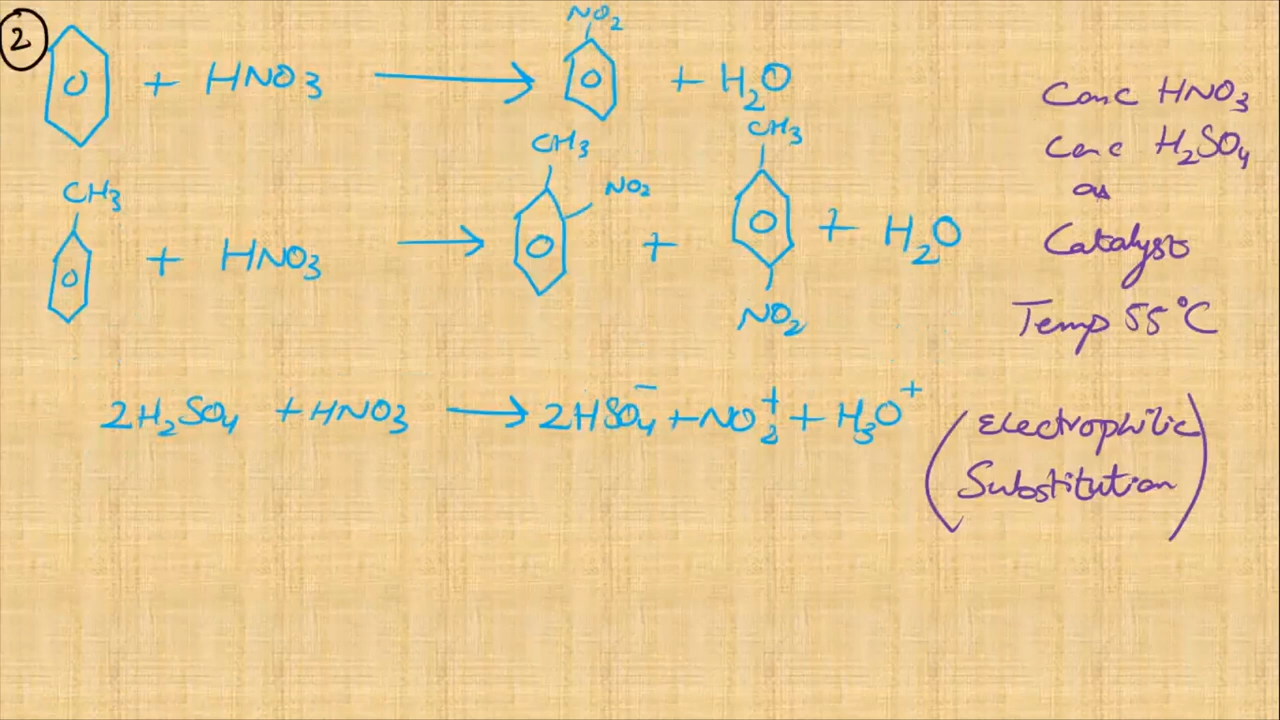 2
NO2
+ HNO3 → + H2O
CH3 CH3 CH3
NO2
+ HNO3 → + + H2O
NO2
2H2SO4 + HNO3 → 2HSO4⁻ + NO2⁺ + H3O⁺
Conc HNO3
Conc H2SO4
as
Catalyst
Temp 55°C
(Electrophilic
Substitution)